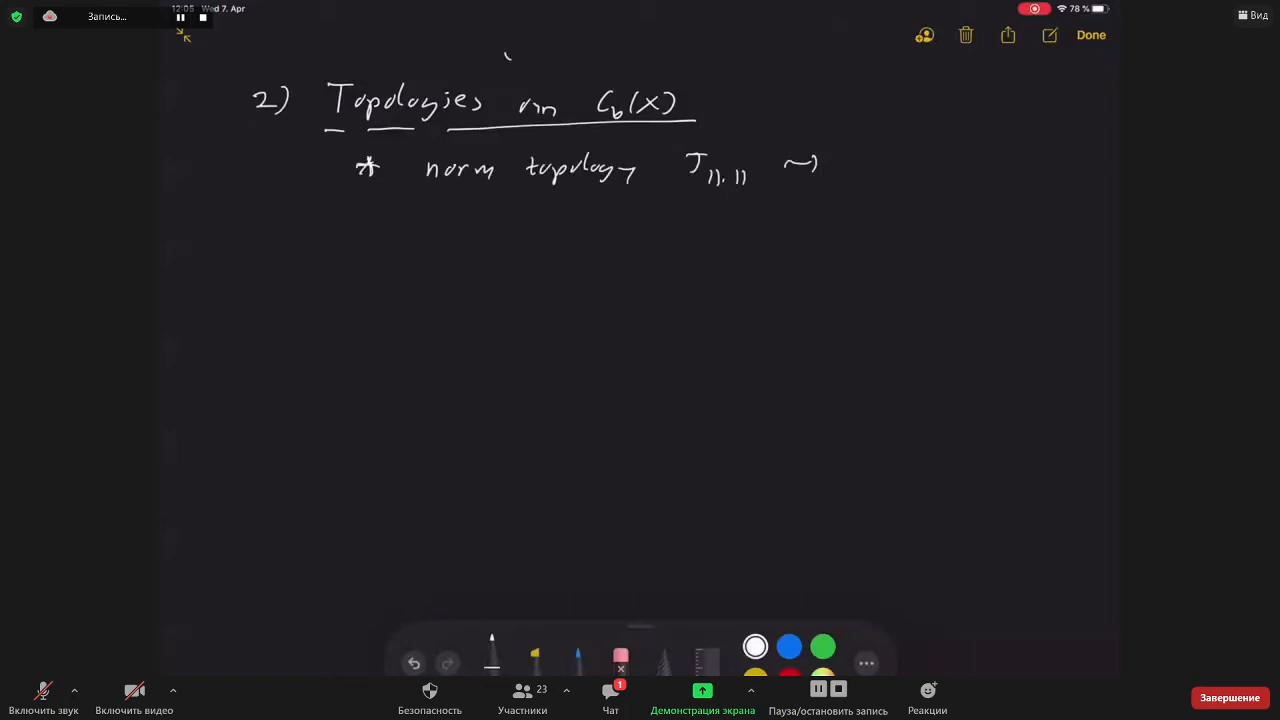 12:05 Wed 7. Apr
Запись...
78 %
Вид
Done
2) Topologies on C_b(X)
* norm topology J_{||·||} ⇝
1
23
Включить звук
Включить видео
Безопасность
Участники
Чат
Демонстрация экрана
Пауза/остановить запись
Реакции
Завершение